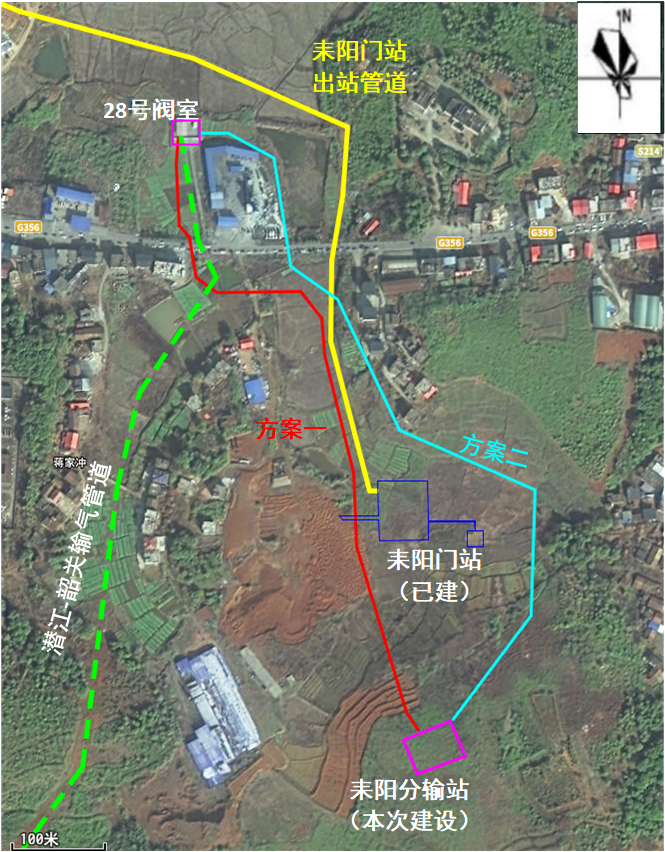 N
耒阳门站
出站管道
28号阀室
S214
G356
G356
G356
方案一
方案二
蒋家冲
潜江-韶关输气管道
耒阳门站
（已建）
耒阳分输站
（本次建设）
100米